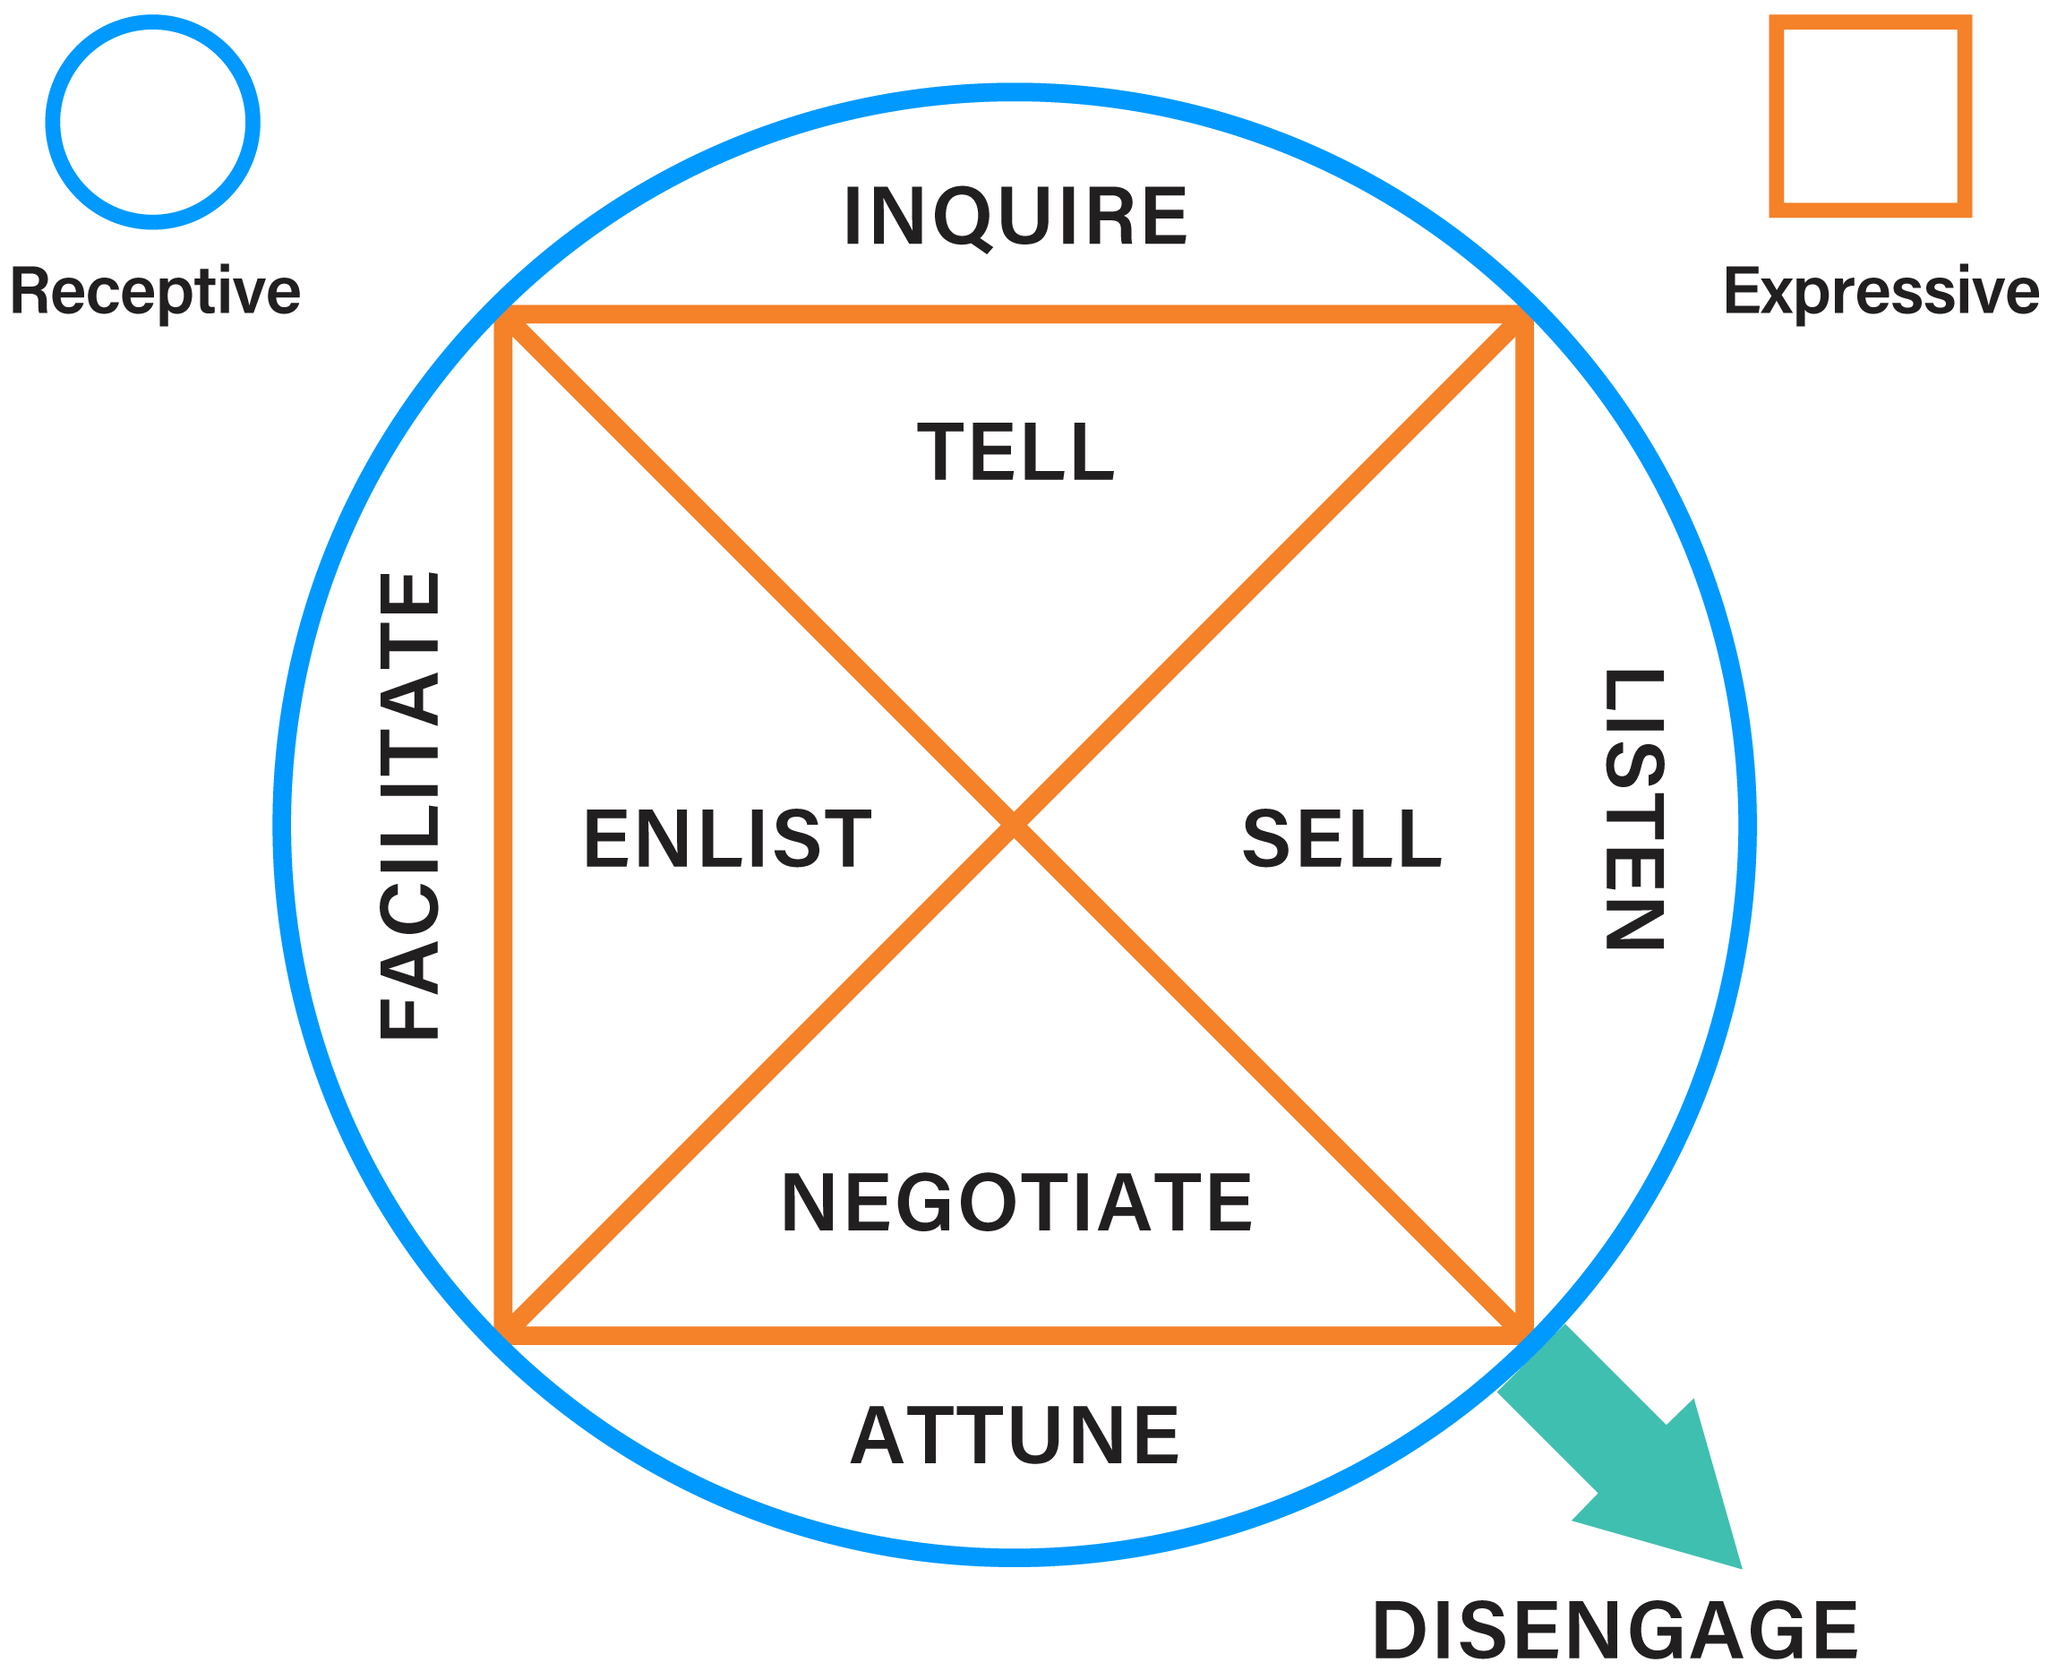 Receptive
Expressive
INQUIRE
TELL
FACILITATE
ENLIST
SELL
LISTEN
NEGOTIATE
ATTUNE
DISENGAGE